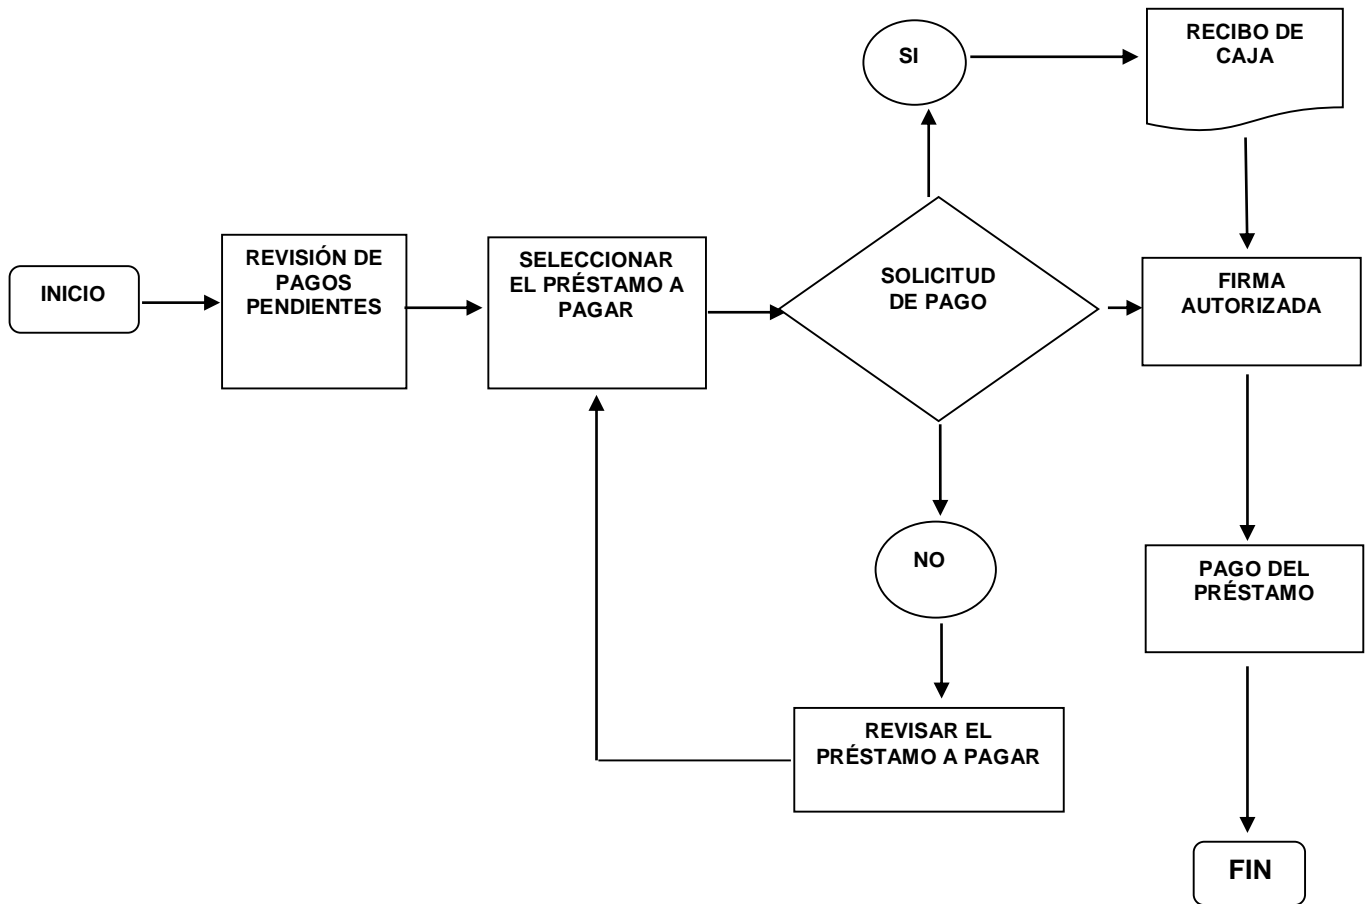 INICIO
REVISIÓN DE
PAGOS
PENDIENTES
SELECCIONAR
EL PRÉSTAMO A
PAGAR
SOLICITUD
DE PAGO
SI
RECIBO DE
CAJA
FIRMA
AUTORIZADA
NO
REVISAR EL
PRÉSTAMO A PAGAR
PAGO DEL
PRÉSTAMO
FIN